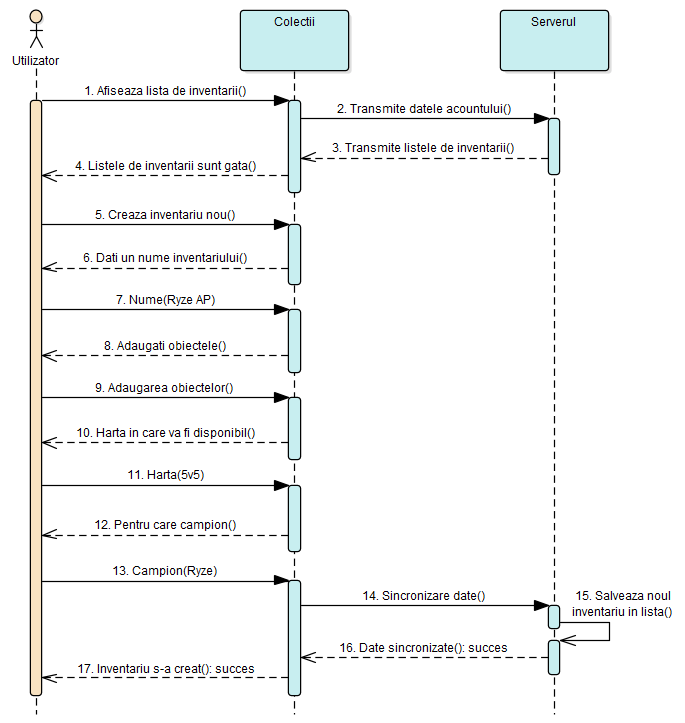 Utilizator
Colectii
Serverul
1. Afiseaza lista de inventarii()
2. Transmite datele acountului()
3. Transmite listele de inventarii()
4. Listele de inventarii sunt gata()
5. Creaza inventariu nou()
6. Dati un nume inventariului()
7. Nume(Ryze AP)
8. Adaugati obiectele()
9. Adaugarea obiectelor()
10. Harta in care va fi disponibil()
11. Harta(5v5)
12. Pentru care campion()
13. Campion(Ryze)
14. Sincronizare date()
15. Salveaza noul
inventariu in lista()
16. Date sincronizate(): succes
17. Inventariu s-a creat(): succes